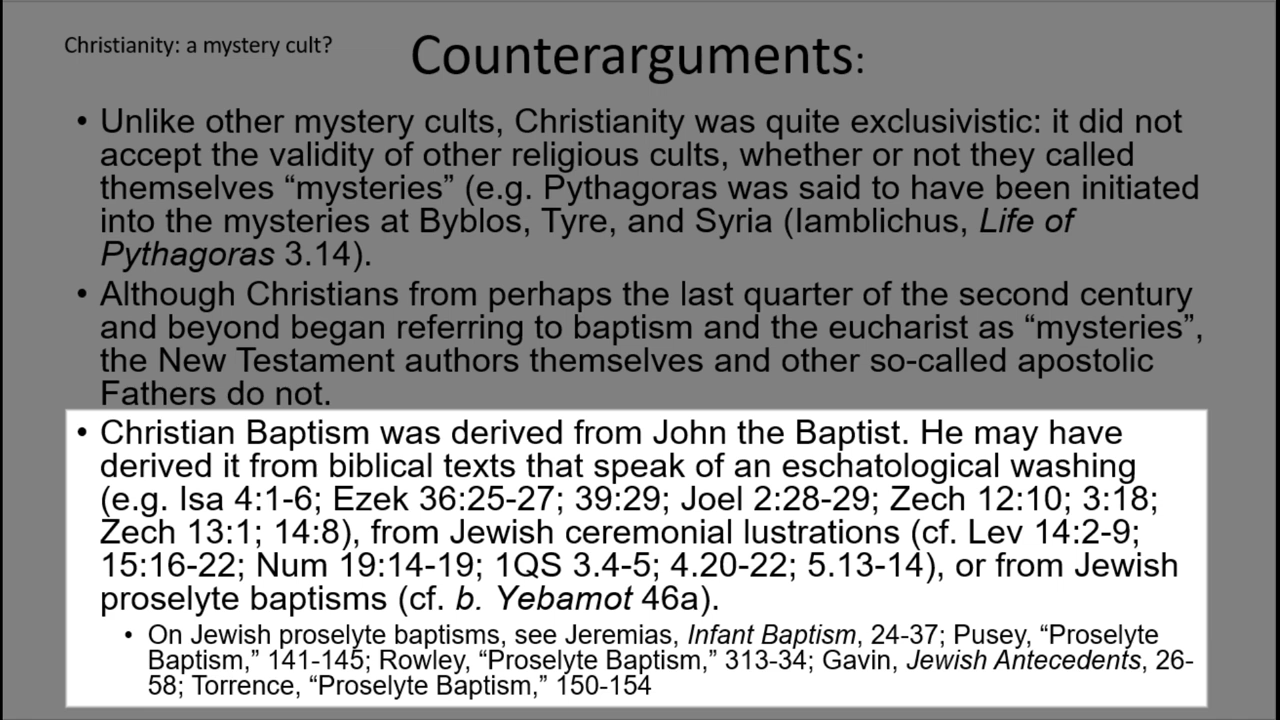 Christianity: a mystery cult?
Counterarguments:
• Unlike other mystery cults, Christianity was quite exclusivistic: it did not
accept the validity of other religious cults, whether or not they called
themselves “mysteries” (e.g. Pythagoras was said to have been initiated
into the mysteries at Byblos, Tyre, and Syria (Iamblichus, Life of
Pythagoras 3.14).
• Although Christians from perhaps the last quarter of the second century
and beyond began referring to baptism and the eucharist as “mysteries”,
the New Testament authors themselves and other so-called apostolic
Fathers do not.
• Christian Baptism was derived from John the Baptist. He may have
derived it from biblical texts that speak of an eschatological washing
(e.g. Isa 4:1-6; Ezek 36:25-27; 39:29; Joel 2:28-29; Zech 12:10; 3:18;
Zech 13:1; 14:8), from Jewish ceremonial lustrations (cf. Lev 14:2-9;
15:16-22; Num 19:14-19; 1QS 3.4-5; 4.20-22; 5.13-14), or from Jewish
proselyte baptisms (cf. b. Yebamot 46a).
• On Jewish proselyte baptisms, see Jeremias, Infant Baptism, 24-37; Pusey, “Proselyte
Baptism,” 141-145; Rowley, “Proselyte Baptism,” 313-34; Gavin, Jewish Antecedents, 26-
58; Torrence, “Proselyte Baptism,” 150-154